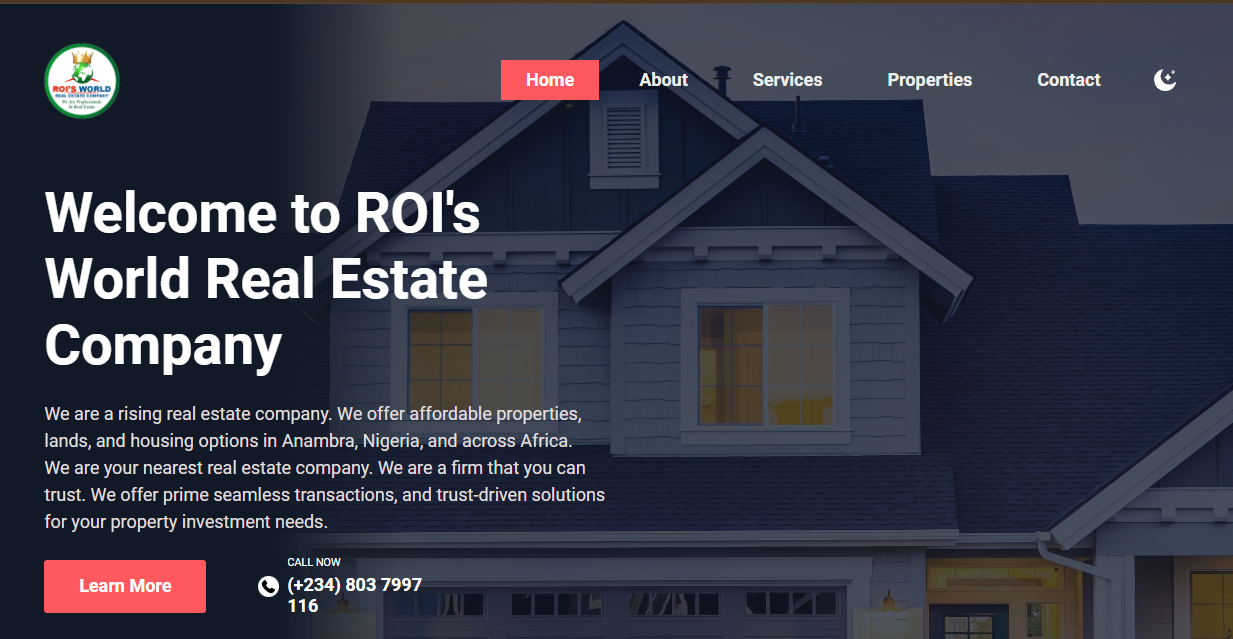 ROI'S WORLD
REAL ESTATE COMPANY
We Are Professionals
In Real Estate
Home
About
Services
Properties
Contact
Welcome to ROI's
World Real Estate
Company
We are a rising real estate company. We offer affordable properties,
lands, and housing options in Anambra, Nigeria, and across Africa.
We are your nearest real estate company. We are a firm that you can
trust. We offer prime seamless transactions, and trust-driven solutions
for your property investment needs.
Learn More
CALL NOW
(+234) 803 7997
116